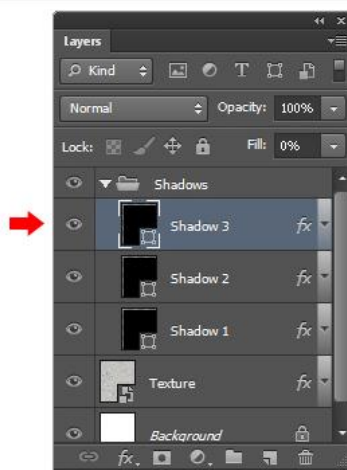 Layers
Kind
Normal Opacity: 100%
Lock: Fill: 0%
Shadows
Shadow 3 fx
Shadow 2 fx
Shadow 1 fx
Texture fx
Background
fx